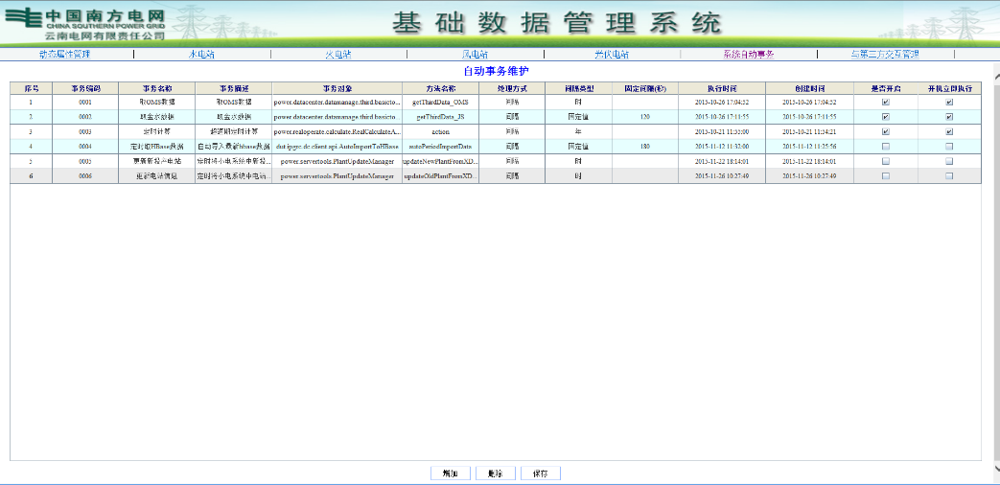 中国南方电网
CHINA SOUTHERN POWER GRID
云南电网有限责任公司
基础数据管理系统
动态属性管理 水电站 火电站 风电站 光伏电站 系统自动事务 与第三方交互管理
自动事务维护
序号 事务编码 事务名称 事务描述 事务对象 方法名称 处理方式 间隔类型 固定间隔(秒) 执行时间 创建时间 是否开启 开机立即执行
1 0001 取OMS数据 取OMS数据 power.datacenter.datamanage.third.basicto... getThirdData_OMS 间隔 时 2015-10-26 17:04:52 2015-10-26 17:04:52
2 0002 取金水数据 取金水数据 power.datacenter.datamanage.third.basicto... getThirdData_JS 间隔 固定值 120 2015-10-26 17:11:55 2015-10-26 17:11:55
3 0003 定时计算 超短期定时计算 power.realoperate.calculate.RealCalculateA... action 间隔 年 2015-10-21 11:55:00 2015-10-21 11:54:21
4 0004 定时取HBase数据 自动导入最新hbase数据 dut.ipgrc.dc.client.api.AutoImportToHBase autoPeriodImportData 间隔 固定值 180 2015-11-12 11:32:00 2015-11-12 11:25:56
5 0005 更新新投产电站 定时将小电系统中新投... power.servertools.PlantUpdateManager updateNewPlantFromXD... 间隔 时 2015-11-22 18:14:01 2015-11-22 18:14:01
6 0006 更新电站信息 定时将小电系统中电站... power.servertools.PlantUpdateManager updateOldPlantFromXD... 间隔 时 2015-11-26 10:27:49 2015-11-26 10:27:49
增加 删除 保存